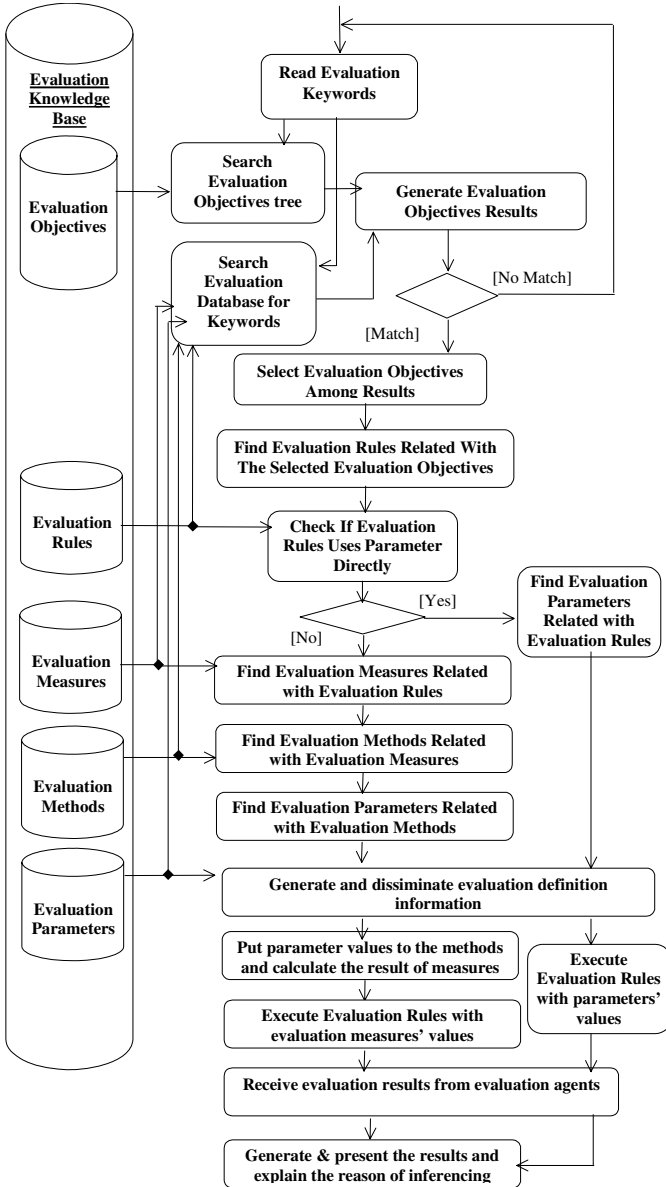 Evaluation
Knowledge
Base
Evaluation
Objectives
Evaluation
Rules
Evaluation
Measures
Evaluation
Methods
Evaluation
Parameters
Read Evaluation
Keywords
Search
Evaluation
Objectives tree
Generate Evaluation
Objectives Results
Search
Evaluation
Database for
Keywords
[No Match]
[Match]
Select Evaluation Objectives
Among Results
Find Evaluation Rules Related With
The Selected Evaluation Objectives
Check If Evaluation
Rules Uses Parameter
Directly
[Yes]
[No]
Find Evaluation
Parameters
Related with
Evaluation Rules
Find Evaluation Measures Related
with Evaluation Rules
Find Evaluation Methods Related
with Evaluation Measures
Find Evaluation Parameters Related
with Evaluation Methods
Generate and dissiminate evaluation definition
information
Put parameter values to the methods
and calculate the result of measures
Execute
Evaluation Rules
with parameters’
values
Execute Evaluation Rules with
evaluation measures’ values
Receive evaluation results from evaluation agents
Generate & present the results and
explain the reason of inferencing